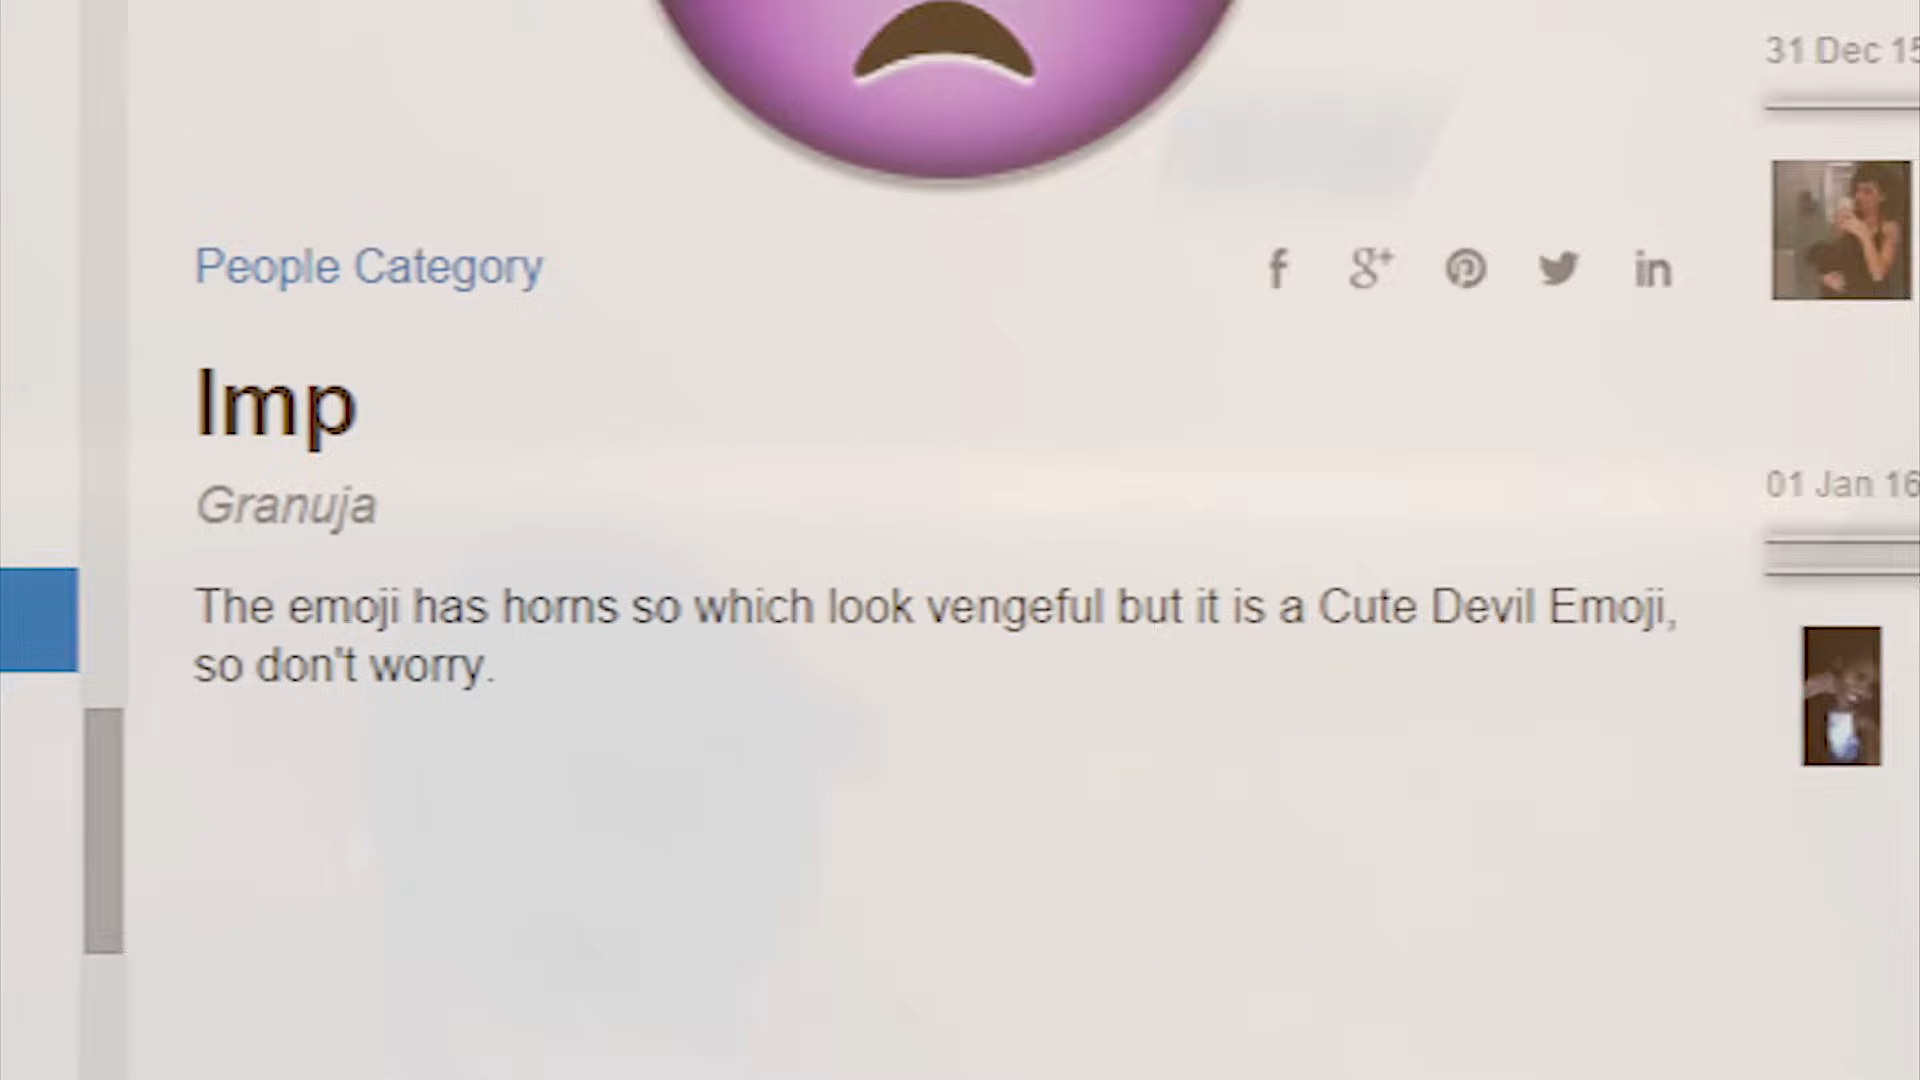 31 Dec 15
People Category
f g+ in
Imp
Granuja
01 Jan 16
The emoji has horns so which look vengeful but it is a Cute Devil Emoji,
so don't worry.